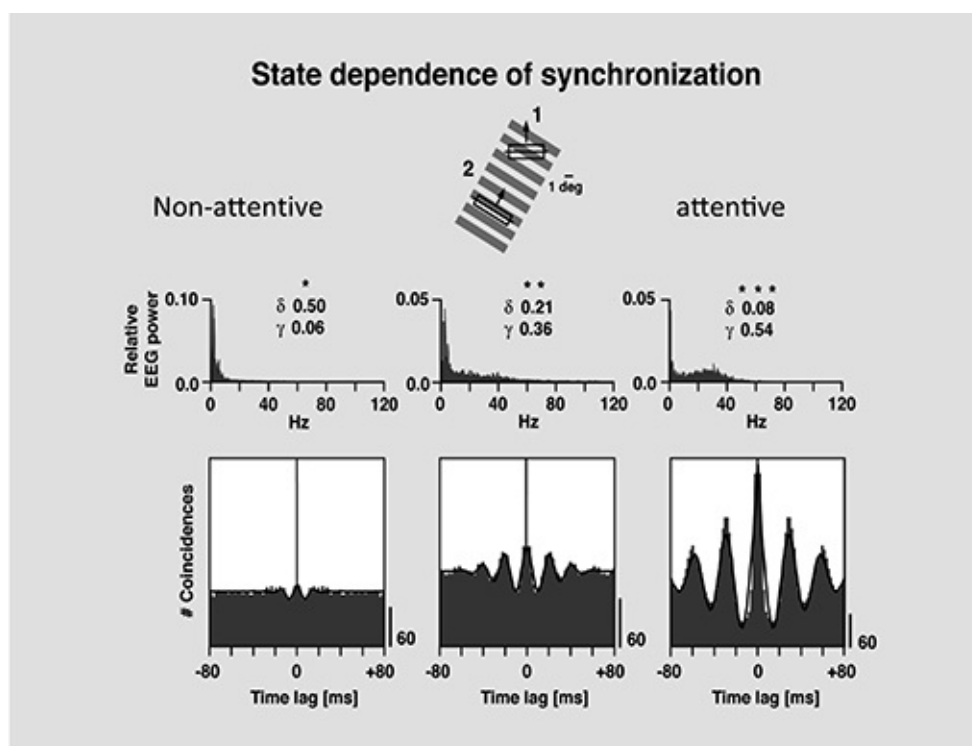 State dependence of synchronization
1
2
1 deg
Non-attentive
attentive
*
δ 0.50
γ 0.06
* *
δ 0.21
γ 0.36
* * *
δ 0.08
γ 0.54
Relative
EEG power
0.10
0.0
0 40 80 120
Hz
0.05
0.0
0 40 80 120
Hz
0.05
0.0
0 40 80 120
Hz
# Coincidences
60
-80 0 +80
Time lag [ms]
60
-80 0 +80
Time lag [ms]
60
-80 0 +80
Time lag [ms]